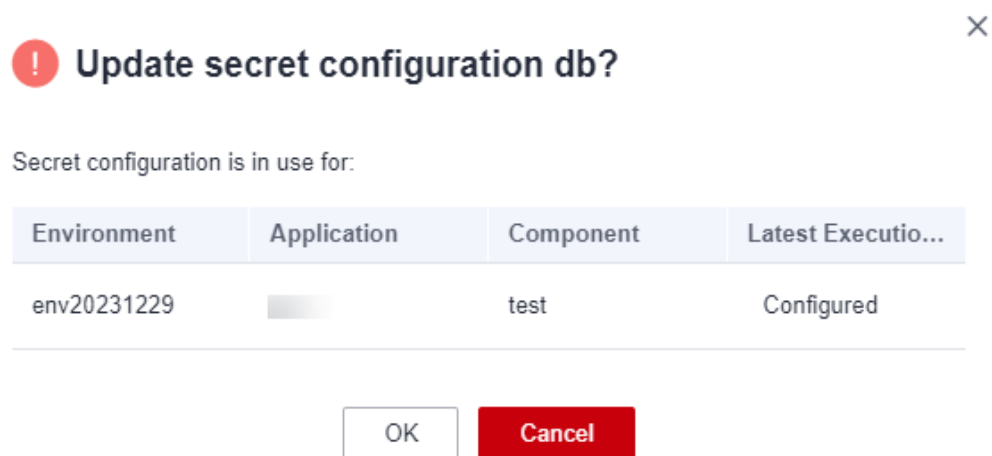 Update secret configuration db?
Secret configuration is in use for:
Environment Application Component Latest Executio...
env20231229 test Configured
OK Cancel